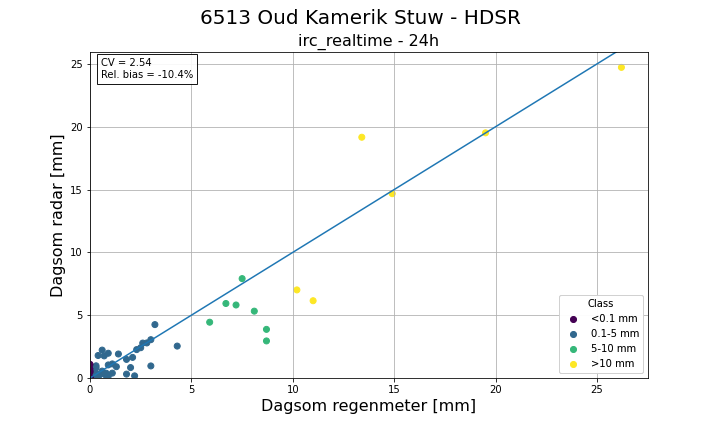 6513 Oud Kamerik Stuw - HDSR
irc_realtime - 24h
CV = 2.54
Rel. bias = -10.4%
Dagsom radar [mm]
25
20
15
10
5
0
0 5 10 15 20 25
Dagsom regenmeter [mm]
Class
<0.1 mm
0.1-5 mm
5-10 mm
>10 mm